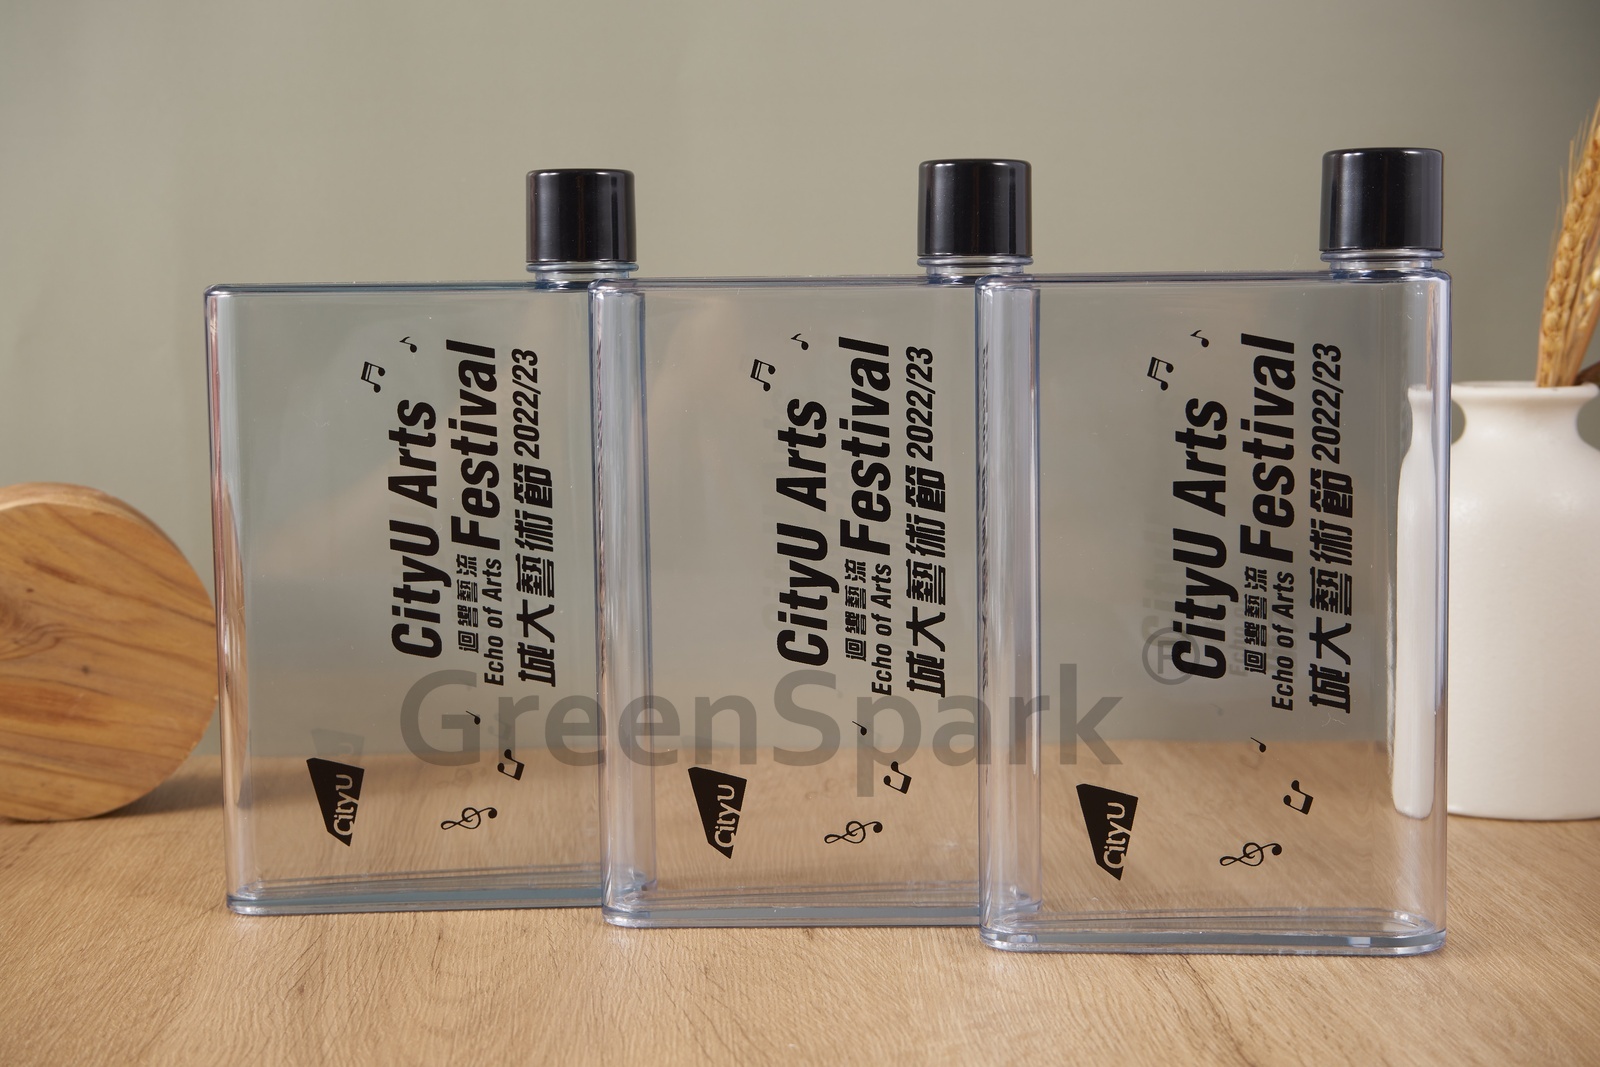 CityU Arts
迴響藝流
Echo of Arts
Festival
城大藝術節 2022/23
CityU
CityU Arts
迴響藝流
Echo of Arts
Festival
城大藝術節 2022/23
CityU
CityU Arts
迴響藝流
Echo of Arts
Festival
城大藝術節 2022/23
CityU
GreenSpark®